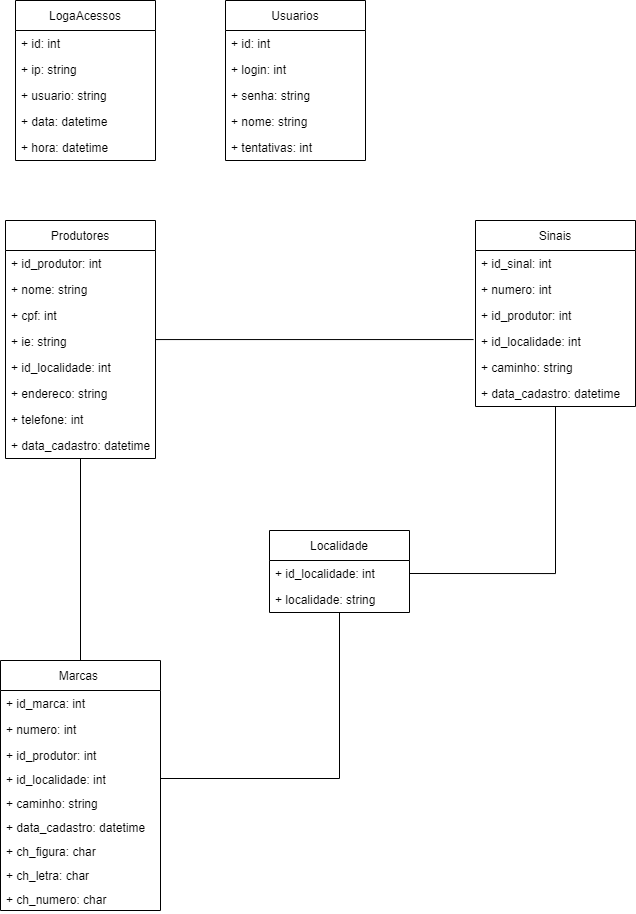 LogaAcessos
+ id: int
+ ip: string
+ usuario: string
+ data: datetime
+ hora: datetime
Usuarios
+ id: int
+ login: int
+ senha: string
+ nome: string
+ tentativas: int
Produtores
+ id_produtor: int
+ nome: string
+ cpf: int
+ ie: string
+ id_localidade: int
+ endereco: string
+ telefone: int
+ data_cadastro: datetime
Sinais
+ id_sinal: int
+ numero: int
+ id_produtor: int
+ id_localidade: int
+ caminho: string
+ data_cadastro: datetime
Localidade
+ id_localidade: int
+ localidade: string
Marcas
+ id_marca: int
+ numero: int
+ id_produtor: int
+ id_localidade: int
+ caminho: string
+ data_cadastro: datetime
+ ch_figura: char
+ ch_letra: char
+ ch_numero: char